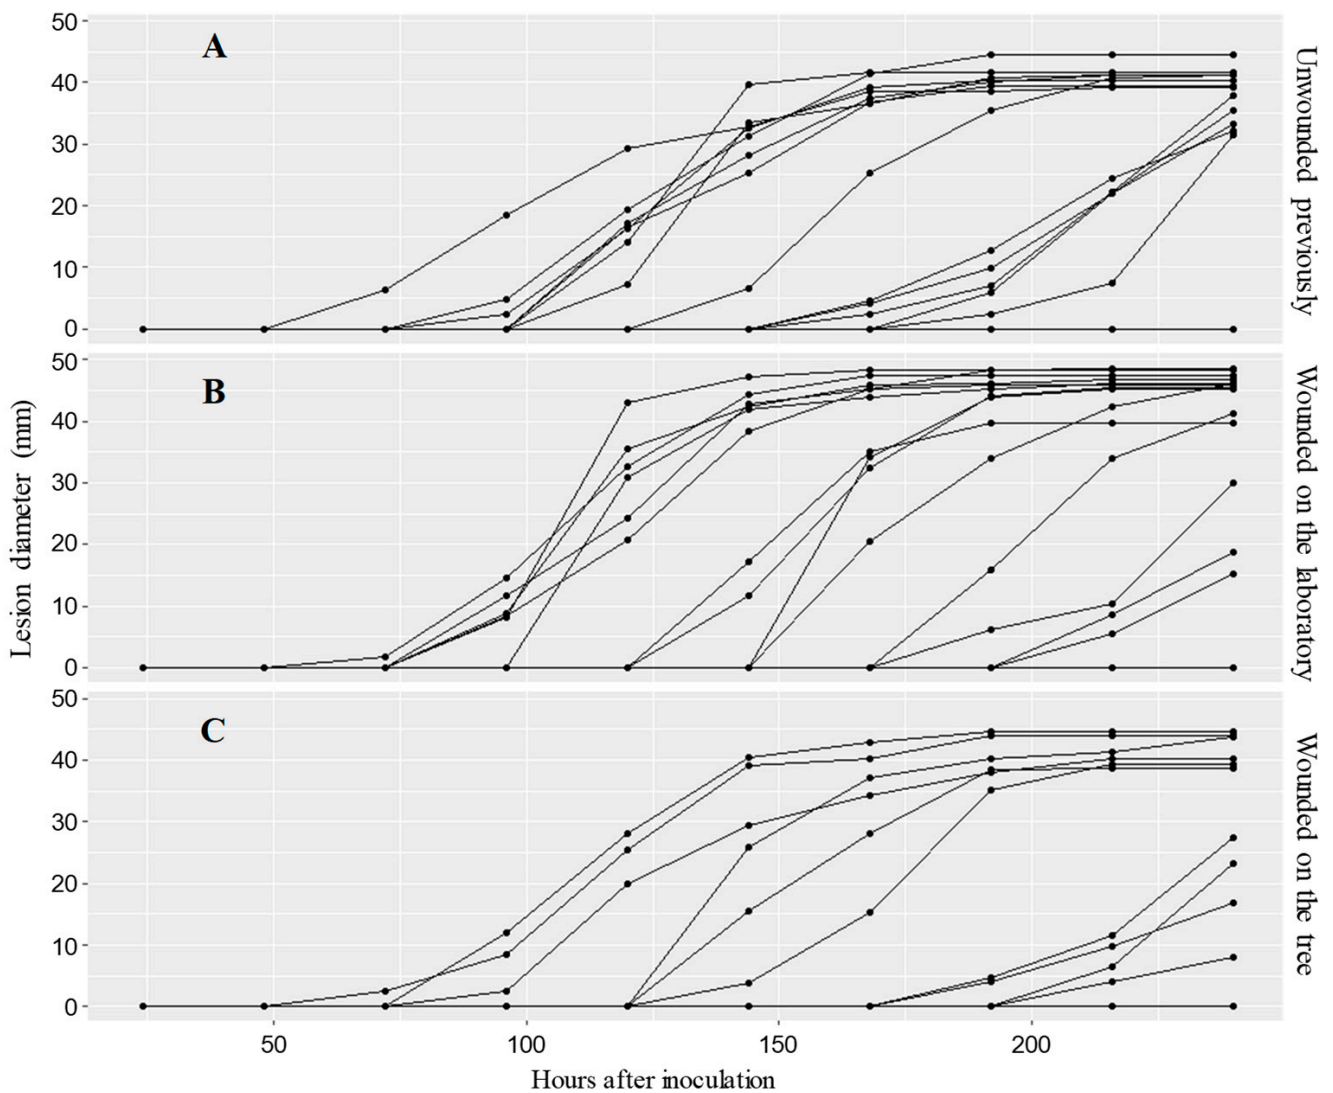 50
40
30
20
10
0
A
Unwounded previously
50
40
30
20
10
0
B
Wounded on the laboratory
50
40
30
20
10
0
C
Wounded on the tree
Lesion diameter (mm)
50
100
150
200
Hours after inoculation